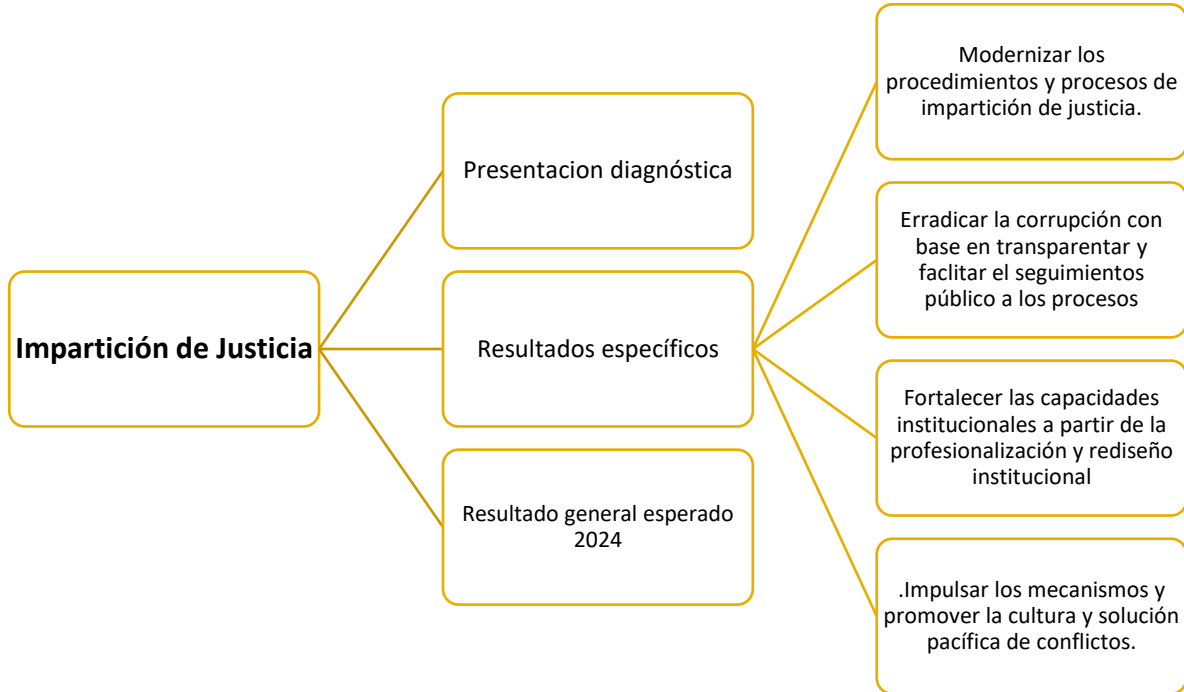 Impartición de Justicia
Presentacion diagnóstica
Resultados específicos
Resultado general esperado
2024
Modernizar los
procedimientos y procesos de
impartición de justicia.
Erradicar la corrupción con
base en transparentar y
faclitar el seguimientos
público a los procesos
Fortalecer las capacidades
institucionales a partir de la
profesionalización y rediseño
institucional
.Impulsar los mecanismos y
promover la cultura y solución
pacífica de conflictos.